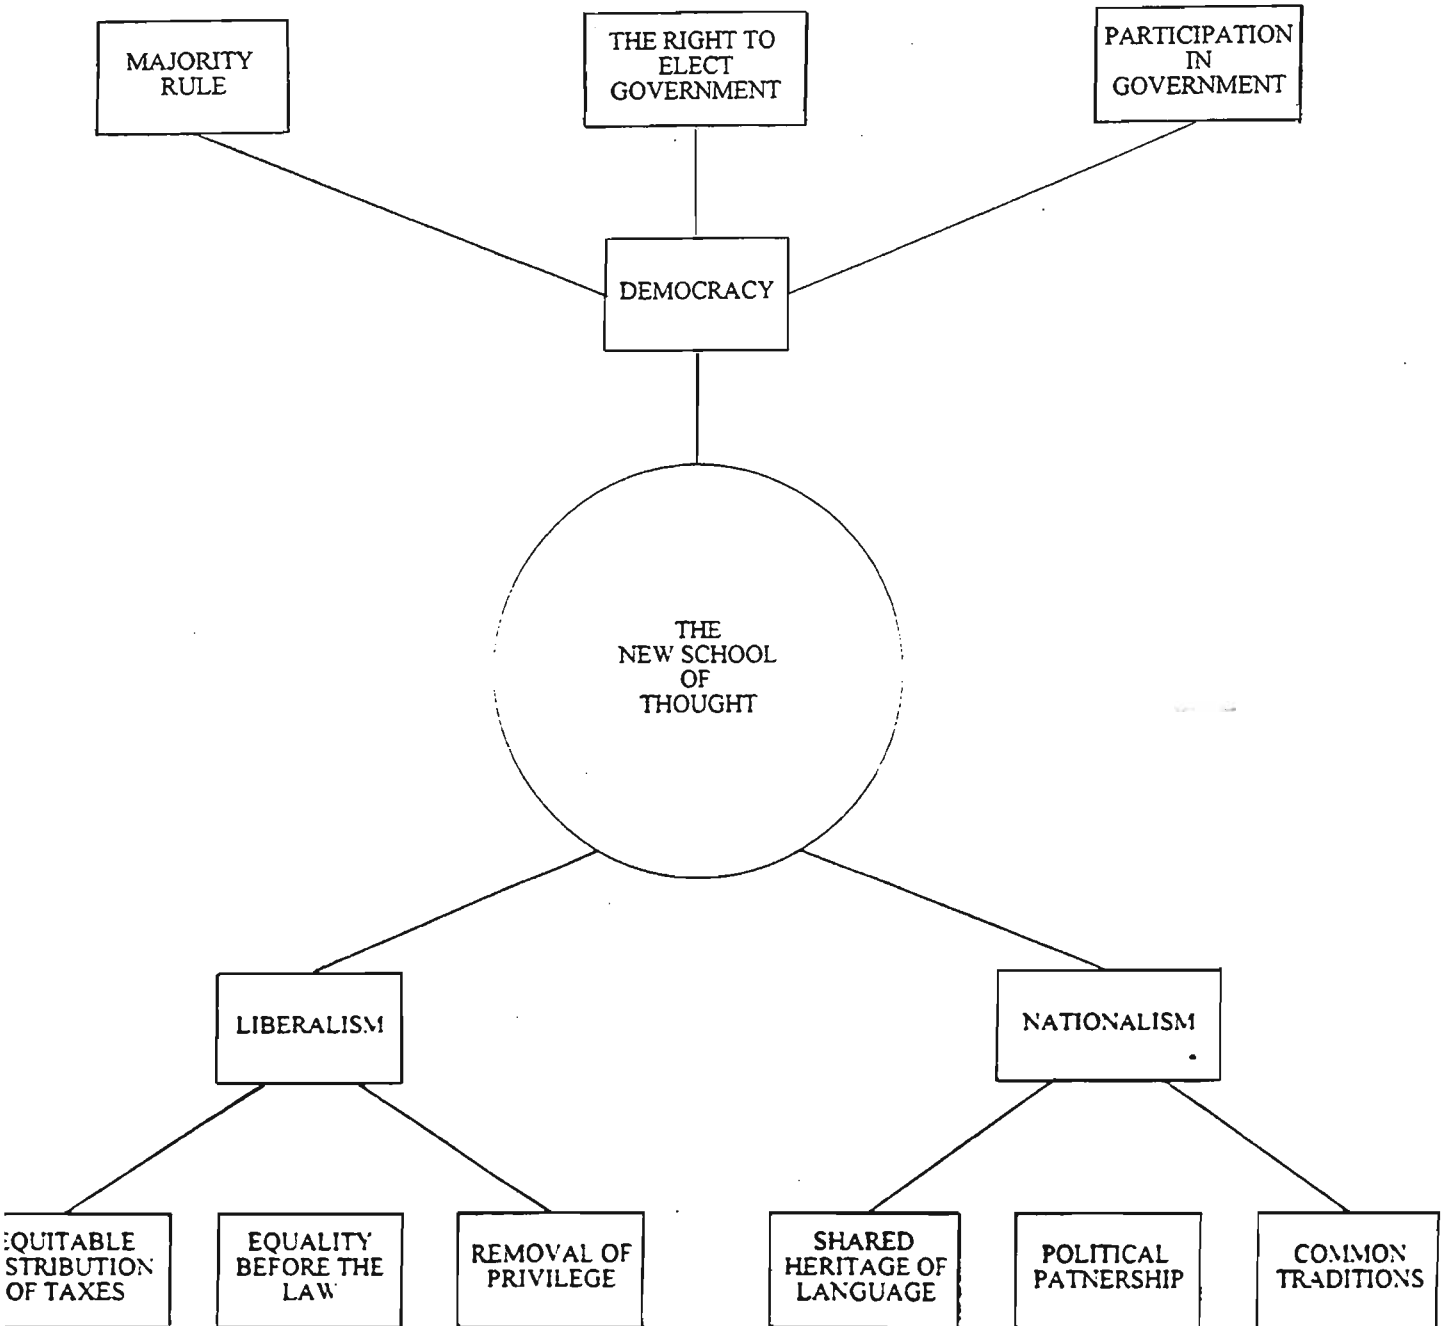 MAJORITY
RULE
THE RIGHT TO
ELECT
GOVERNMENT
PARTICIPATION
IN
GOVERNMENT
DEMOCRACY
THE
NEW SCHOOL
OF
THOUGHT
LIBERALISM
NATIONALISM
EQUITABLE
STRIBUTION
OF TAXES
EQUALITY
BEFORE THE
LAW
REMOVAL OF
PRIVILEGE
SHARED
HERITAGE OF
LANGUAGE
POLITICAL
PATNERSHIP
COMMON
TRADITIONS